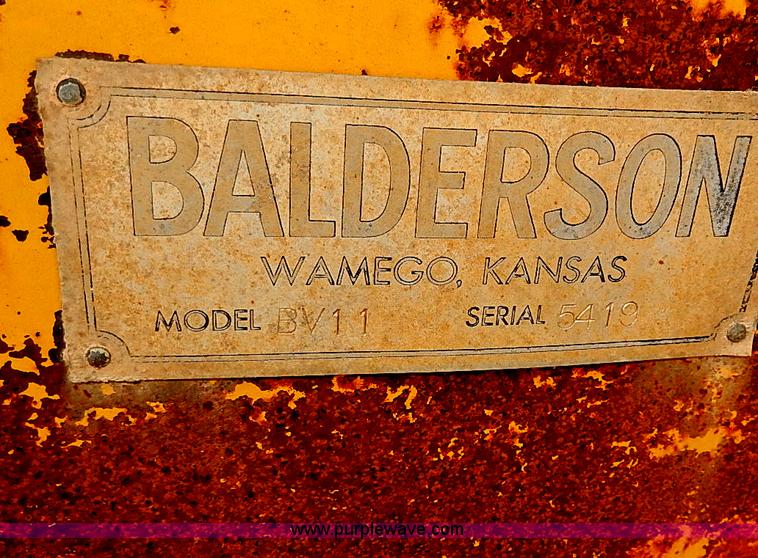 BALDERSON
WAMEGO, KANSAS
MODEL BV11 SERIAL 5419
www.purplewave.com